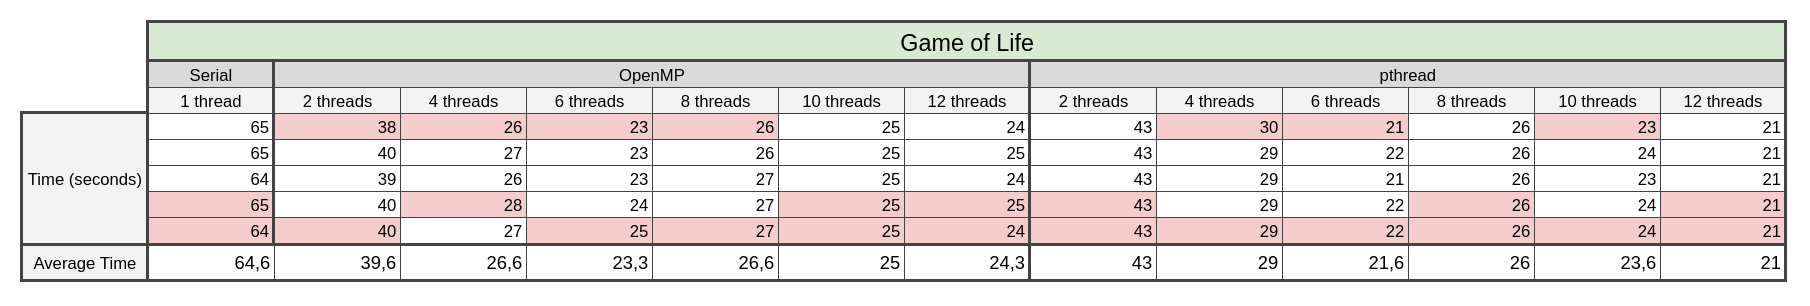 Game of Life
Serial OpenMP pthread
1 thread 2 threads 4 threads 6 threads 8 threads 10 threads 12 threads 2 threads 4 threads 6 threads 8 threads 10 threads 12 threads
65 38 26 23 26 25 24 43 30 21 26 23 21
65 40 27 23 26 25 25 43 29 22 26 24 21
Time (seconds) 64 39 26 23 27 25 24 43 29 21 26 23 21
65 40 28 24 27 25 25 43 29 22 26 24 21
64 40 27 25 27 25 24 43 29 22 26 24 21
Average Time 64,6 39,6 26,6 23,3 26,6 25 24,3 43 29 21,6 26 23,6 21